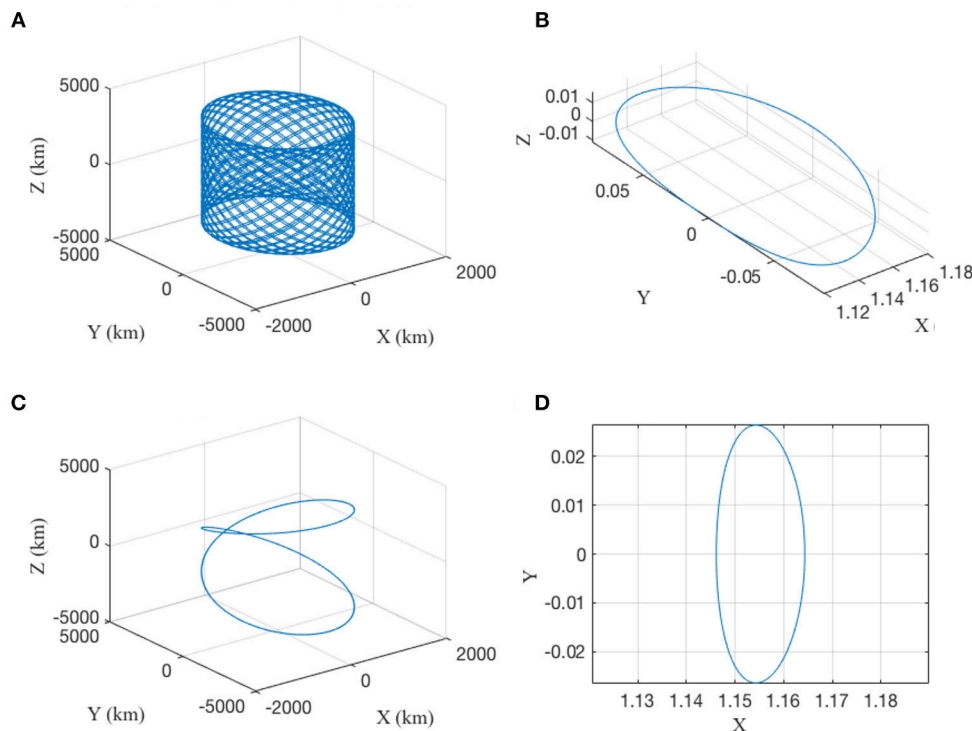 A
5000
Z (km)
0
-5000
5000
Y (km)
0
-5000
-2000
0
X (km)
2000
B
0.01
0
-0.01
Z
0.05
0
-0.05
Y
1.12
1.14
1.16
1.18
X (
C
5000
Z (km)
0
-5000
5000
Y (km)
0
-5000
-2000
0
X (km)
2000
D
0.02
0.01
0
-0.01
-0.02
Y
1.13 1.14 1.15 1.16 1.17 1.18
X